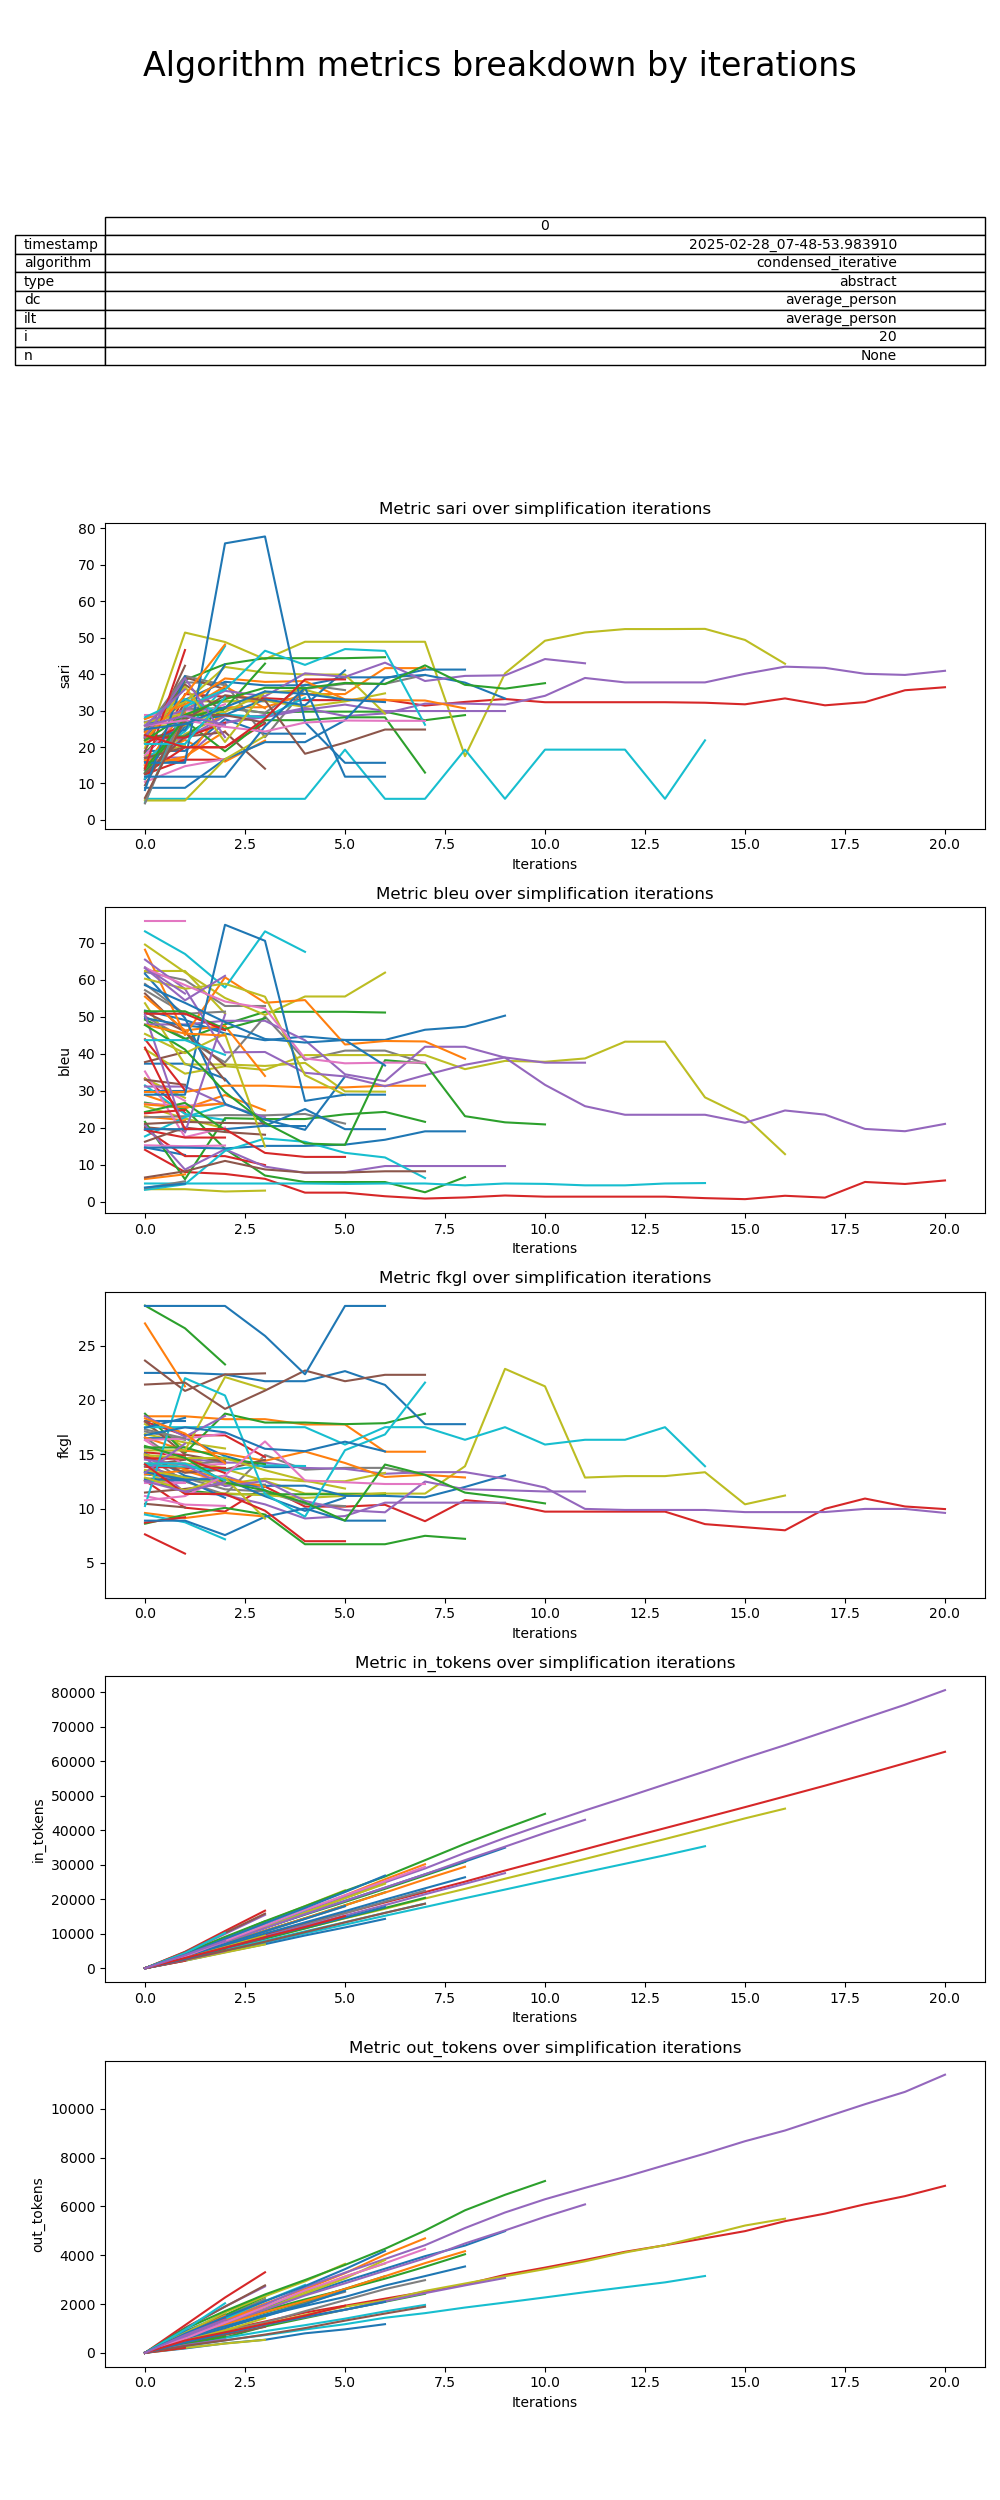 Algorithm metrics breakdown by iterations
0
timestamp 2025-02-28_07-48-53.983910
algorithm condensed_iterative
type abstract
dc average_person
ilt average_person
i 20
n None
Metric sari over simplification iterations
80
70
60
50
40
30
20
10
0
sari
0.0 2.5 5.0 7.5 10.0 12.5 15.0 17.5 20.0
Iterations
Metric bleu over simplification iterations
70
60
50
40
30
20
10
0
bleu
0.0 2.5 5.0 7.5 10.0 12.5 15.0 17.5 20.0
Iterations
Metric fkgl over simplification iterations
25
20
15
10
5
fkgl
0.0 2.5 5.0 7.5 10.0 12.5 15.0 17.5 20.0
Iterations
Metric in_tokens over simplification iterations
80000
70000
60000
50000
40000
30000
20000
10000
0
in_tokens
0.0 2.5 5.0 7.5 10.0 12.5 15.0 17.5 20.0
Iterations
Metric out_tokens over simplification iterations
10000
8000
6000
4000
2000
0
out_tokens
0.0 2.5 5.0 7.5 10.0 12.5 15.0 17.5 20.0
Iterations